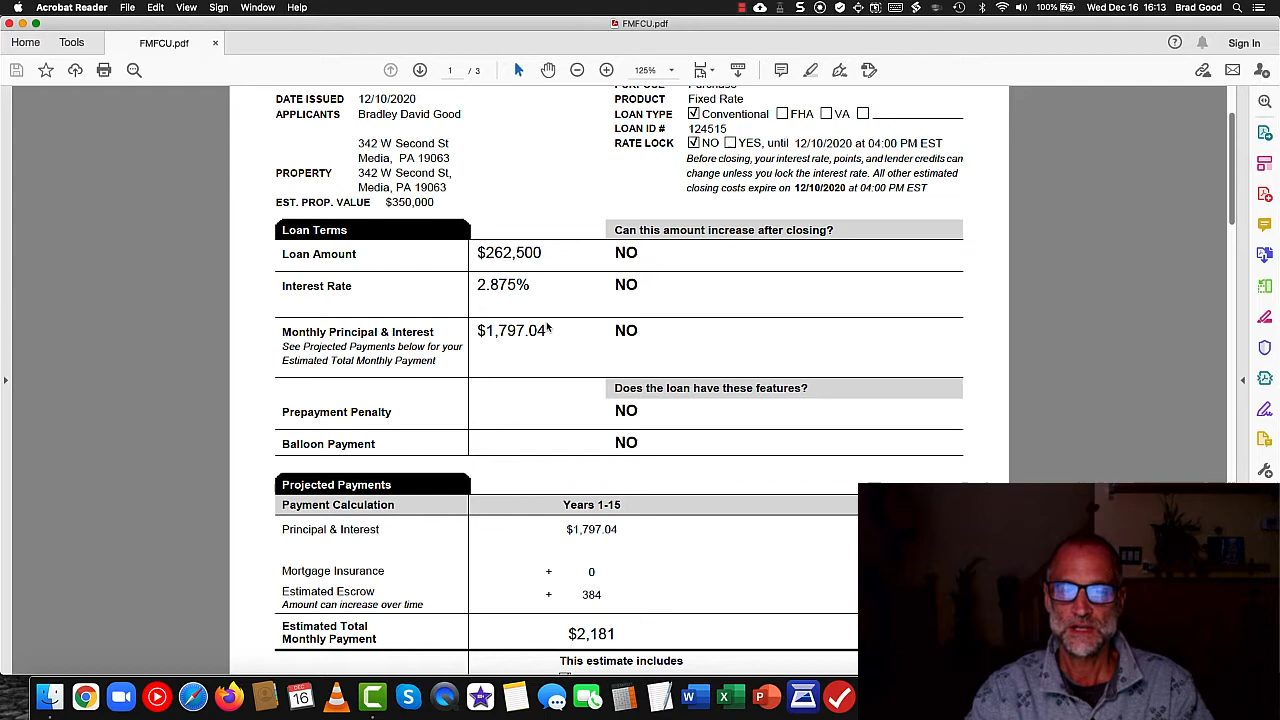 Acrobat Reader File Edit View Sign Window Help 100% Wed Dec 16 16:13 Brad Good
FMFCU.pdf
Home Tools FMFCU.pdf × Sign In
1 / 3 125%
PURPOSE Purchase
DATE ISSUED 12/10/2020
APPLICANTS Bradley David Good
342 W Second St
Media, PA 19063
PROPERTY 342 W Second St,
Media, PA 19063
EST. PROP. VALUE $350,000
PRODUCT Fixed Rate
LOAN TYPE Conventional FHA VA
LOAN ID # 124515
RATE LOCK NO YES, until 12/10/2020 at 04:00 PM EST
Before closing, your interest rate, points, and lender credits can
change unless you lock the interest rate. All other estimated
closing costs expire on 12/10/2020 at 04:00 PM EST
Loan Terms Can this amount increase after closing?
Loan Amount $262,500 NO
Interest Rate 2.875% NO
Monthly Principal & Interest $1,797.04 NO
See Projected Payments below for your
Estimated Total Monthly Payment
Does the loan have these features?
Prepayment Penalty NO
Balloon Payment NO
Projected Payments
Payment Calculation Years 1-15
Principal & Interest $1,797.04
Mortgage Insurance + 0
Estimated Escrow + 384
Amount can increase over time
Estimated Total
Monthly Payment $2,181
This estimate includes
DEC
16